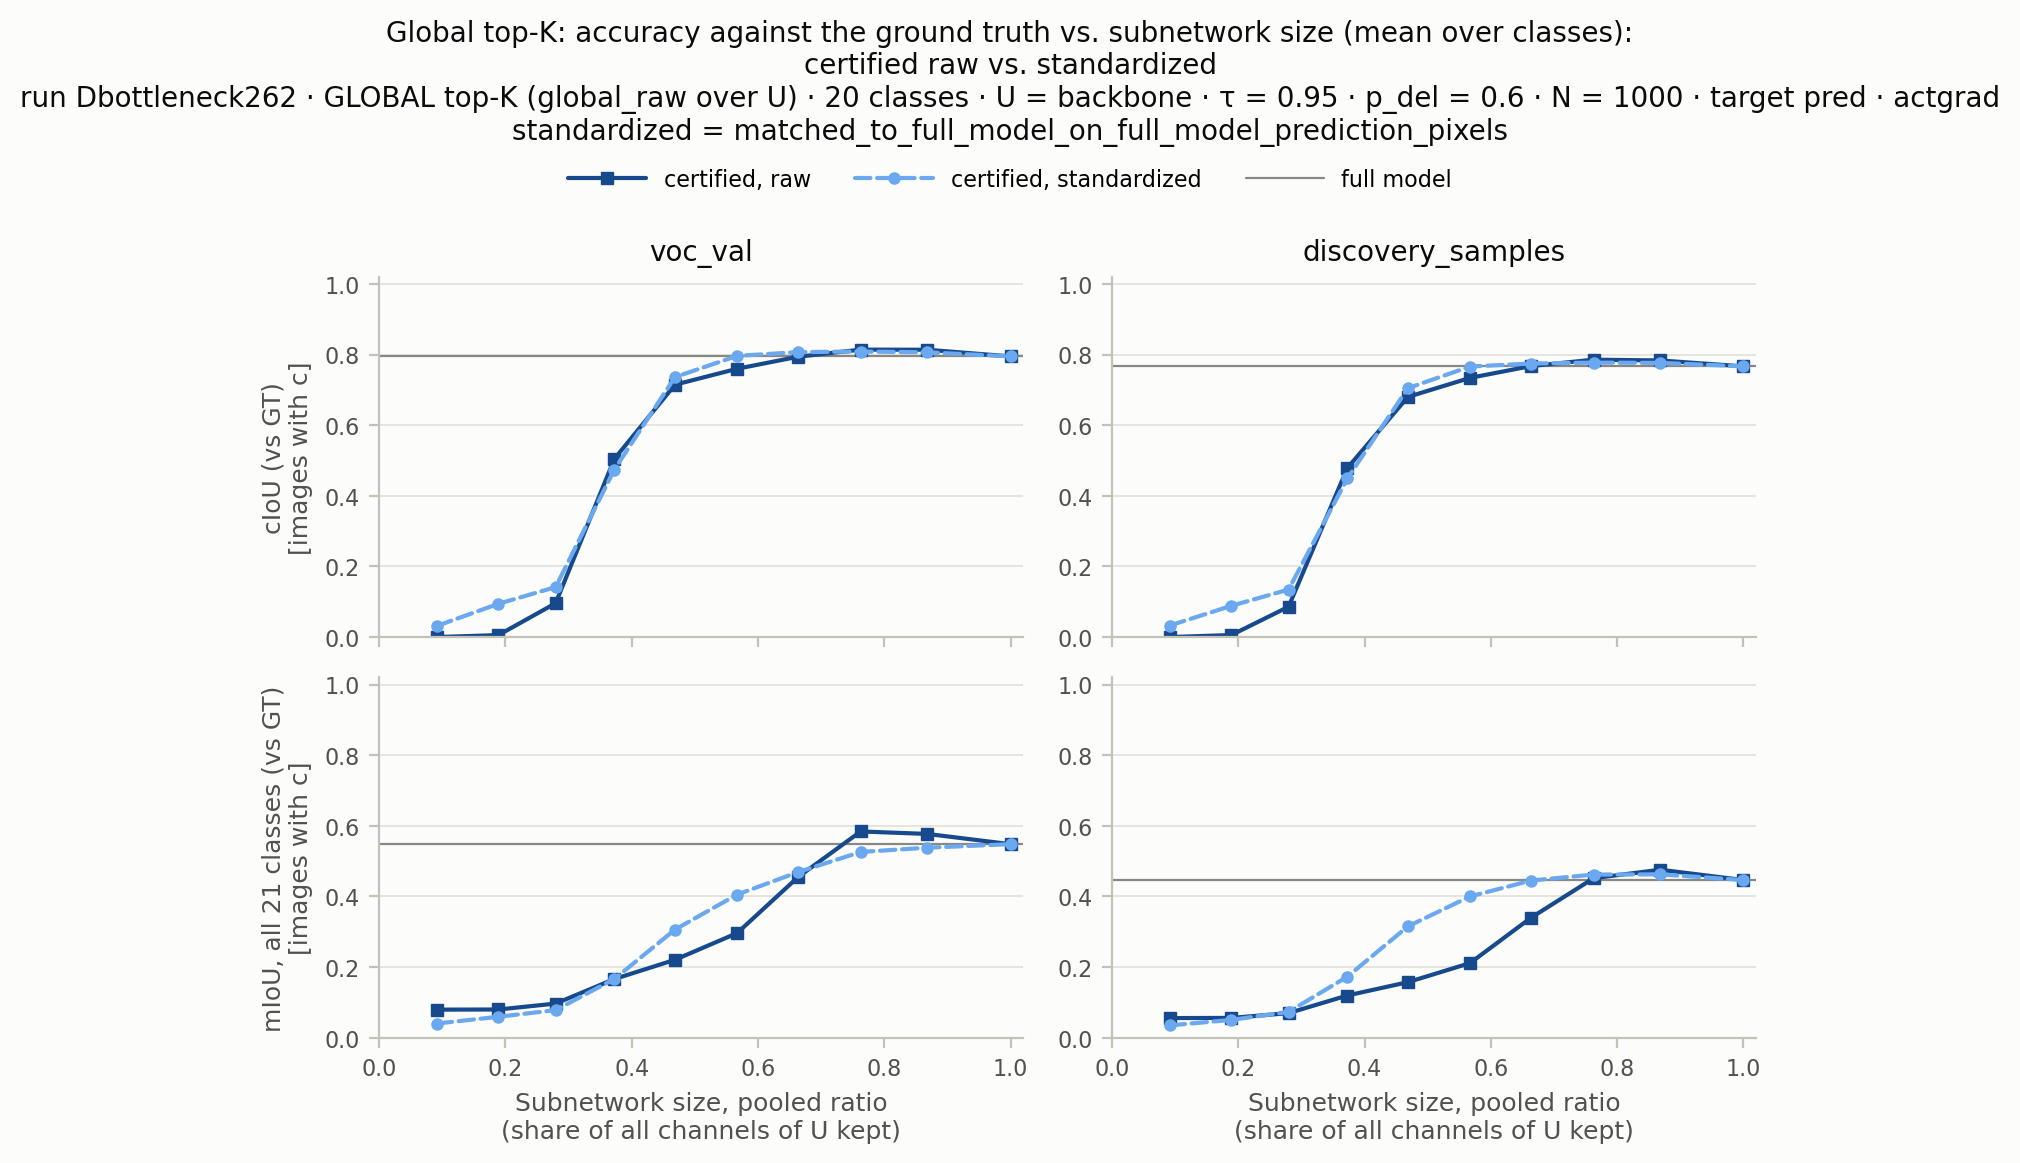 Global top-K: accuracy against the ground truth vs. subnetwork size (mean over classes):
certified raw vs. standardized
run Dbottleneck262 · GLOBAL top-K (global_raw over U) · 20 classes · U = backbone · τ = 0.95 · p_del = 0.6 · N = 1000 · target pred · actgrad
standardized = matched_to_full_model_on_full_model_prediction_pixels
certified, raw
certified, standardized
full model
voc_val
discovery_samples
cIoU (vs GT)
[images with c]
1.0
0.8
0.6
0.4
0.2
0.0
1.0
0.8
0.6
0.4
0.2
0.0
mIoU, all 21 classes (vs GT)
[images with c]
1.0
0.8
0.6
0.4
0.2
0.0
1.0
0.8
0.6
0.4
0.2
0.0
0.0 0.2 0.4 0.6 0.8 1.0
0.0 0.2 0.4 0.6 0.8 1.0
Subnetwork size, pooled ratio
(share of all channels of U kept)
Subnetwork size, pooled ratio
(share of all channels of U kept)